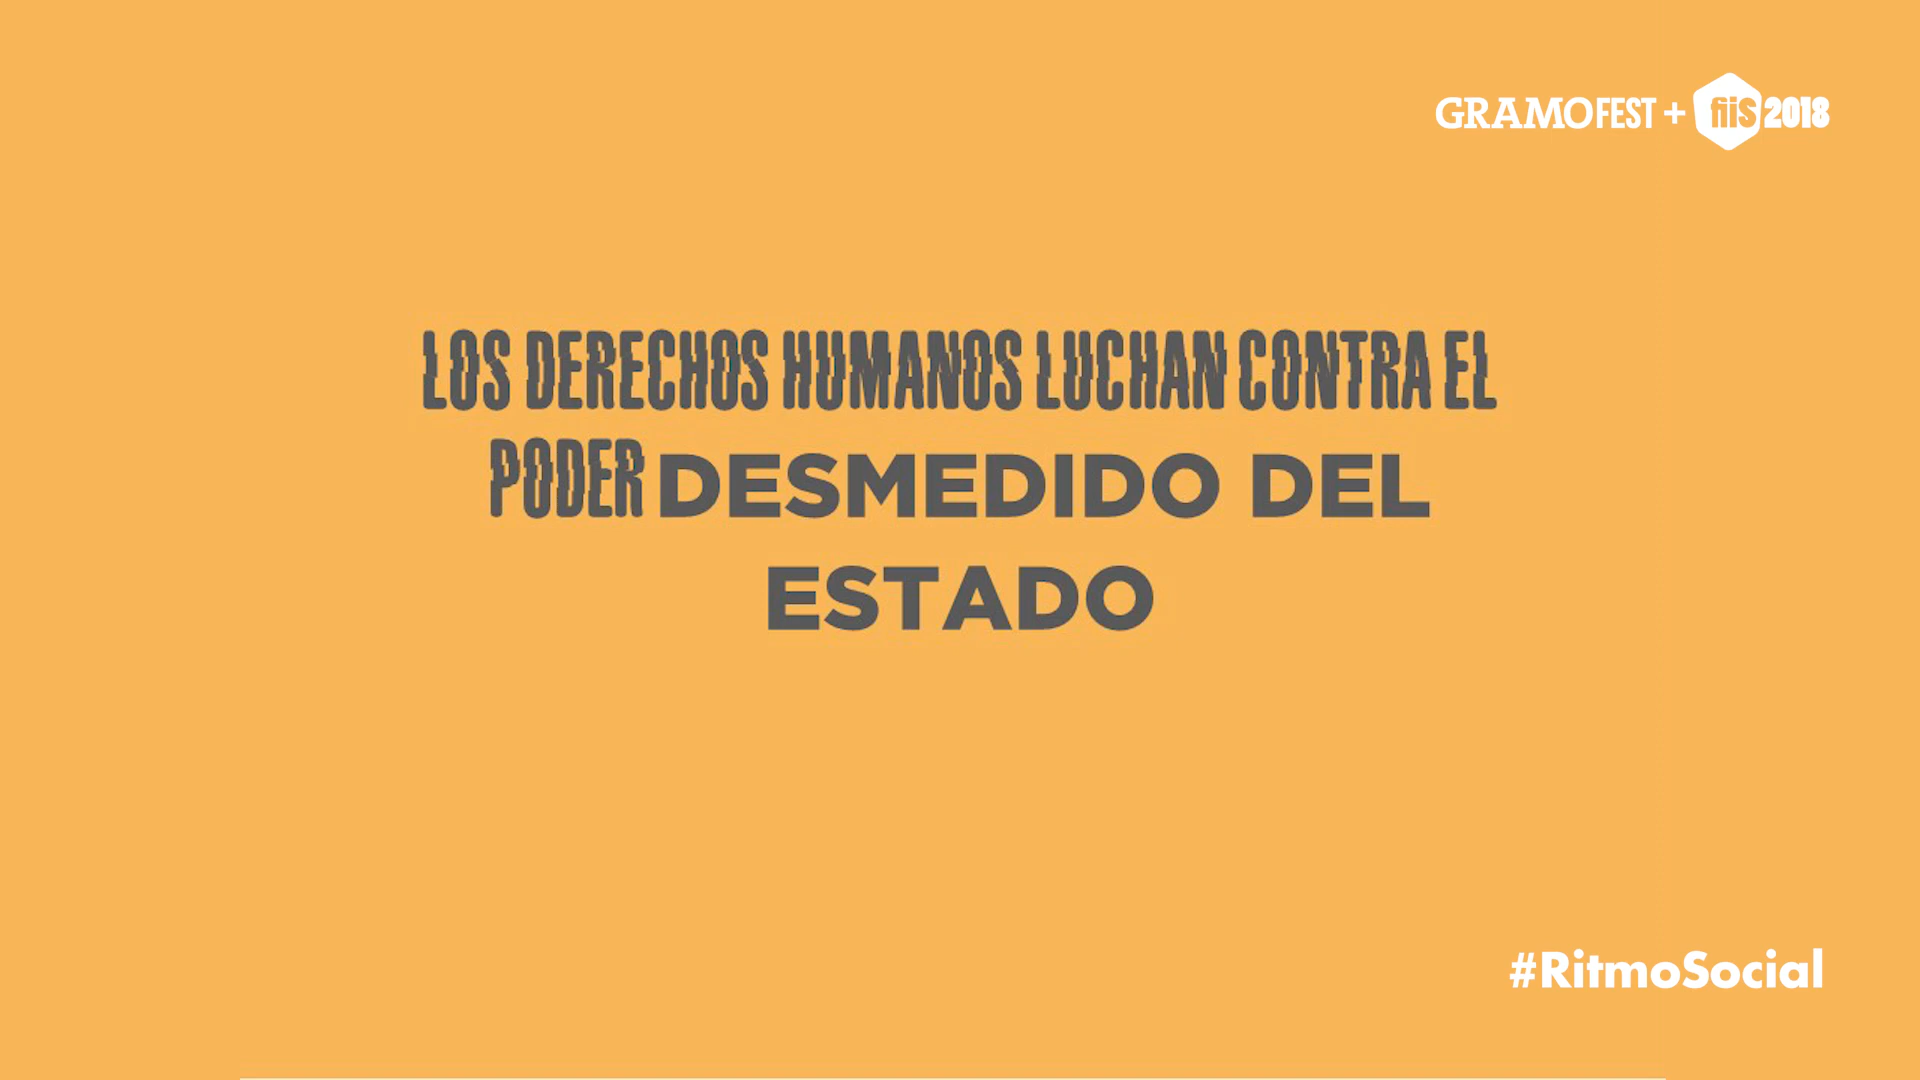 GRAMOFEST + fiis 2018
LOS DERECHOS HUMANOS LUCHAN CONTRA EL
PODER DESMEDIDO DEL
ESTADO
#RitmoSocial